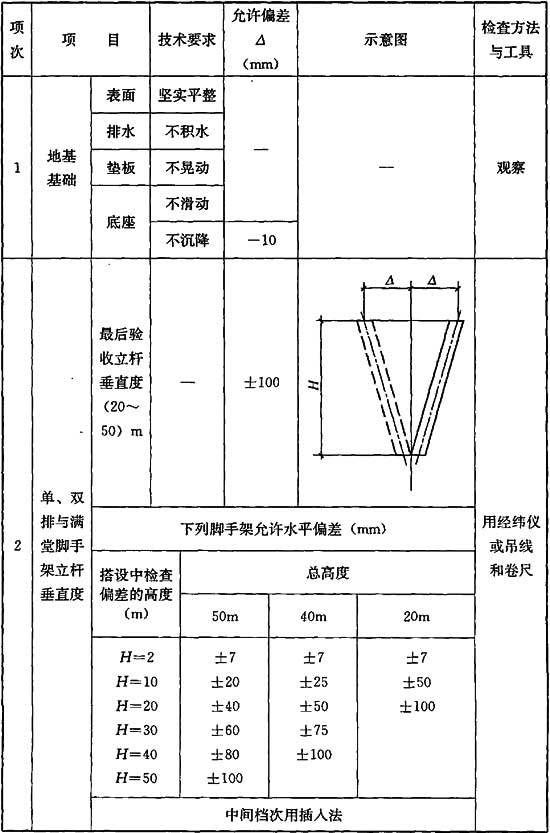 项次
项 目
技术要求
允许偏差
Δ
（mm）
示意图
检查方法
与工具
1
地基
基础
表面
坚实平整
—
—
观察
排水
不积水
垫板
不晃动
底座
不滑动
不沉降
－10
2
单、双
排与满
堂脚手
架立杆
垂直度
最后验
收立杆
垂直度
（20～
50）m
—
±100
Δ Δ
H
用经纬仪
或吊线
和卷尺
下列脚手架允许水平偏差（mm）
搭设中检查
偏差的高度
（m）
总高度
50m 40m 20m
H=2 ±7 ±7 ±7
H=10 ±20 ±25 ±50
H=20 ±40 ±50 ±100
H=30 ±60 ±75
H=40 ±80 ±100
H=50 ±100
中间档次用插入法